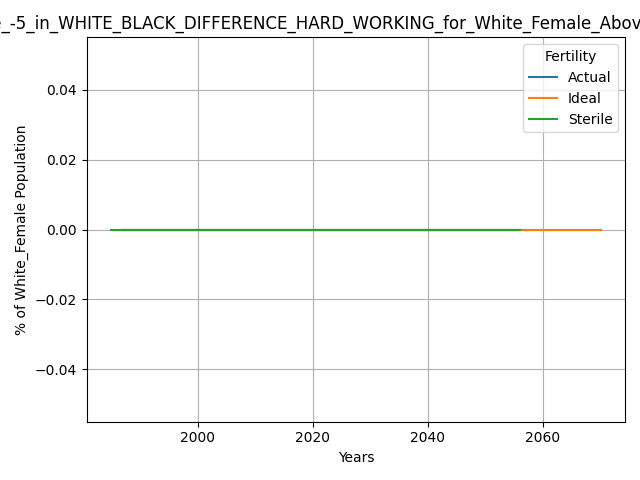 _-5_in_WHITE_BLACK_DIFFERENCE_HARD_WORKING_for_White_Female_Abov
Fertility
Actual
Ideal
Sterile
0.04
0.02
0.00
−0.02
−0.04
% of White_Female Population
2000 2020 2040 2060
Years